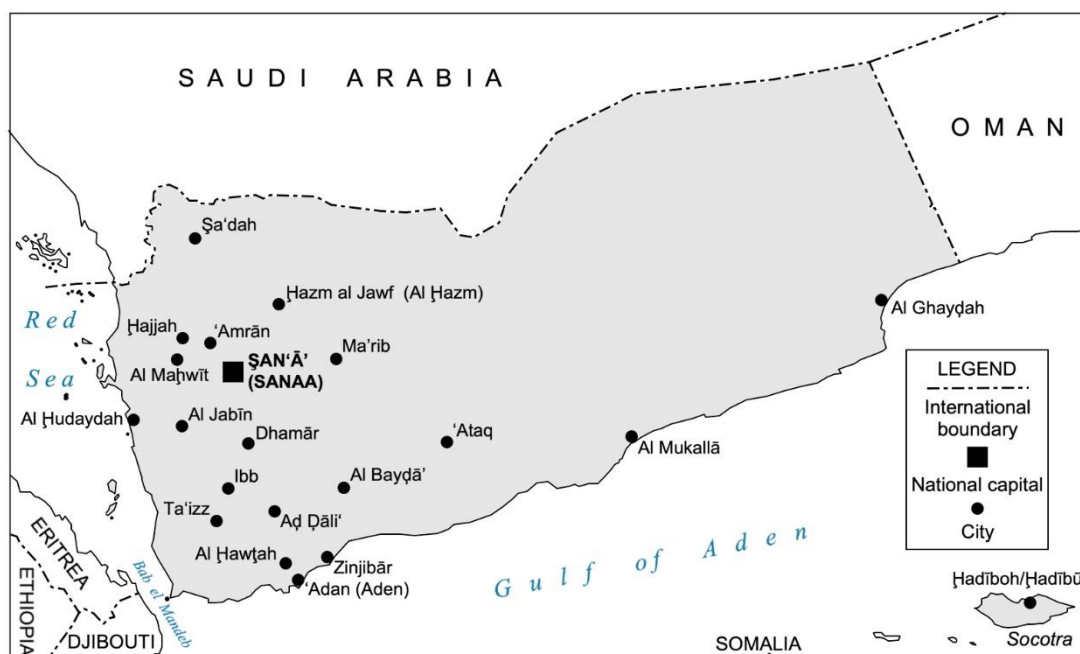 SAUDI ARABIA
OMAN
Şa‘dah
Ḩazm al Jawf (Al Ḩazm)
Al Ghayḑah
Red
Sea
Ḩajjah
‘Amrān
Ma’rib
ŞAN‘Ā’
(SANAA)
Al Maḩwīt
LEGEND
International
boundary
National capital
City
Al Ḩudaydah
Al Jabīn
Dhamār
‘Ataq
Al Mukallā
Ibb
Al Bayḑā’
Ta‘izz
Aḑ Ḑāli‘
Al Ḩawţah
Zinjibār
‘Adan (Aden)
Gulf of Aden
ERITREA
ETHIOPIA
DJIBOUTI
Bab el Mandeb
SOMALIA
Ḩadīboh/Ḩadībū
Socotra